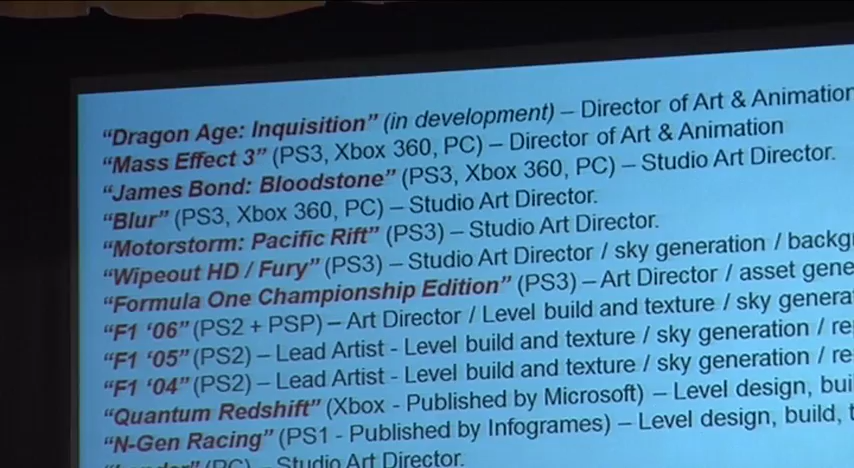 “Dragon Age: Inquisition” (in development) – Director of Art & Animation
“Mass Effect 3” (PS3, Xbox 360, PC) – Director of Art & Animation
“James Bond: Bloodstone” (PS3, Xbox 360, PC) – Studio Art Director.
“Blur” (PS3, Xbox 360, PC) – Studio Art Director.
“Motorstorm: Pacific Rift” (PS3) – Studio Art Director.
“Wipeout HD / Fury” (PS3) – Studio Art Director / sky generation / backg
“Formula One Championship Edition” (PS3) – Art Director / asset gene
“F1 ‘06” (PS2 + PSP) – Art Director / Level build and texture / sky genera
“F1 ‘05” (PS2) – Lead Artist - Level build and texture / sky generation / re
“F1 ‘04” (PS2) – Lead Artist - Level build and texture / sky generation / re
“Quantum Redshift” (Xbox - Published by Microsoft) – Level design, bui
“N-Gen Racing” (PS1 - Published by Infogrames) – Level design, build, t
(PC) – Studio Art Director.